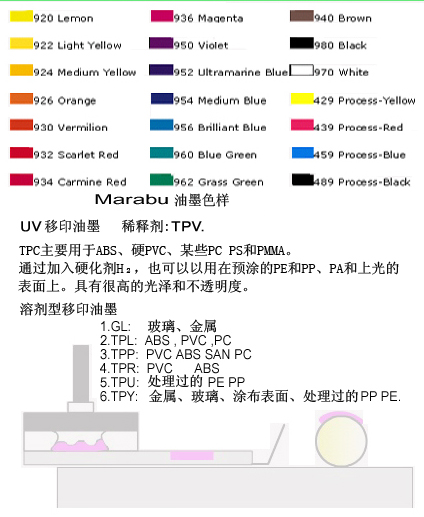 920 Lemon 936 Magenta 940 Brown
922 Light Yellow 950 Violet 980 Black
924 Medium Yellow 952 Ultramarine Blue 970 White
926 Orange 954 Medium Blue 429 Process-Yellow
930 Vermilion 956 Brilliant Blue 439 Process-Red
932 Scarlet Red 960 Blue Green 459 Process-Blue
934 Carmine Red 962 Grass Green 489 Process-Black
Marabu 油墨色样
UV移印油墨 稀释剂:TPV.
TPC主要用于ABS、硬PVC、某些PC PS和PMMA。
通过加入硬化剂H₂，也可以以用在预涂的PE和PP、PA和上光的
表面上。具有很高的光泽和不透明度。
溶剂型移印油墨
1.GL: 玻璃、金属
2.TPL: ABS , PVC ,PC
3.TPP: PVC ABS SAN PC
4.TPR: PVC ABS
5.TPU: 处理过的 PE PP
6.TPY: 金属、玻璃、涂布表面、处理过的PP PE.